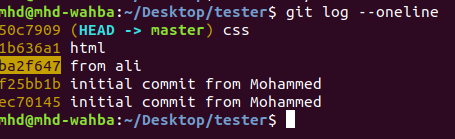 mhd@mhd-wahba:~/Desktop/tester$ git log --oneline
50c7909 (HEAD -> master) css
1b636a1 html
ba2f647 from ali
f25bb1b initial commit from Mohammed
ec70145 initial commit from Mohammed
mhd@mhd-wahba:~/Desktop/tester$